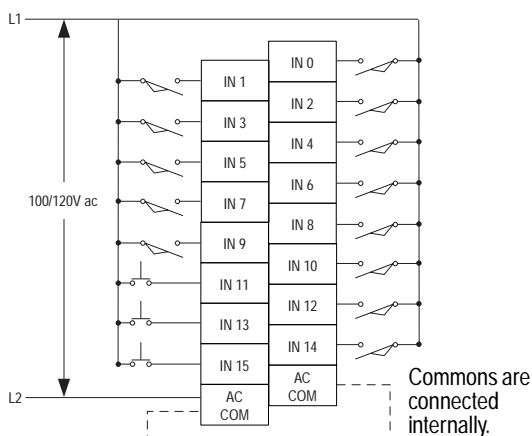 L1
IN 0
IN 1
IN 2
IN 3
IN 4
IN 5
IN 6
100/120V ac
IN 7
IN 8
IN 9
IN 10
IN 11
IN 12
IN 13
IN 14
IN 15
AC
COM
Commons are
connected
internally.
L2
AC
COM